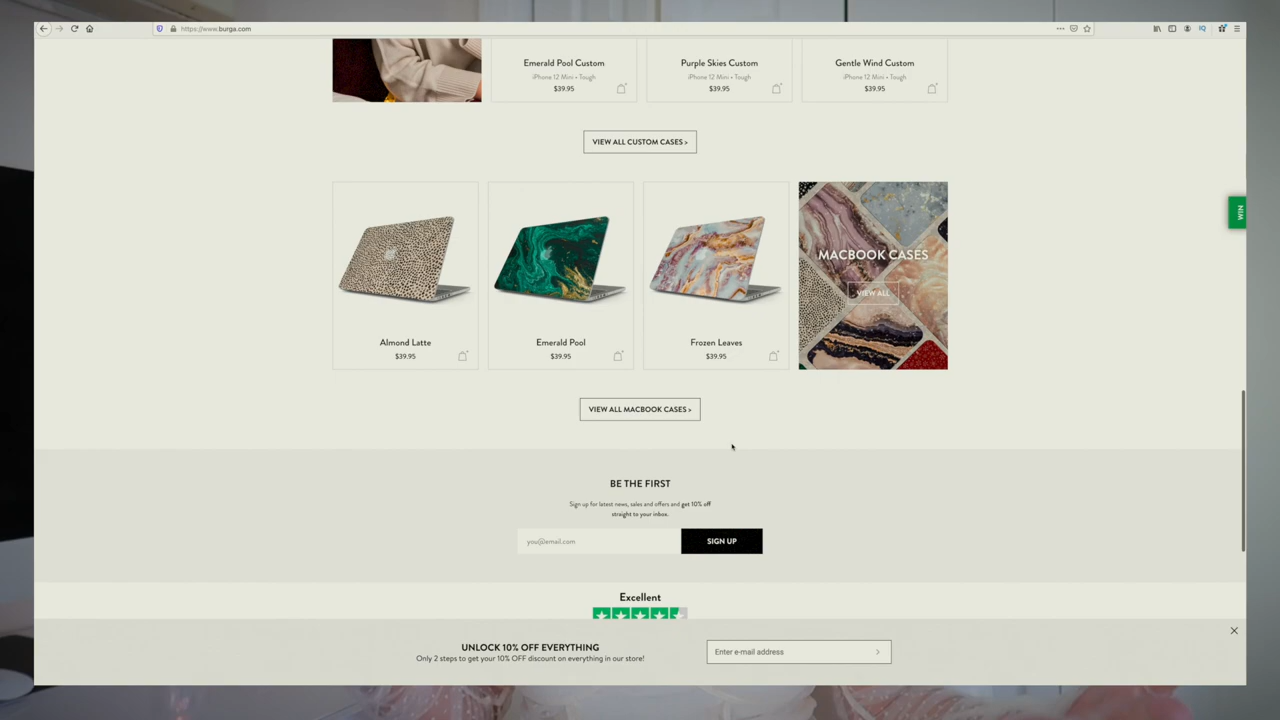 https://www.burga.com
IQ
Emerald Pool Custom
iPhone 12 Mini • Tough
$39.95
Purple Skies Custom
iPhone 12 Mini • Tough
$39.95
Gentle Wind Custom
iPhone 12 Mini • Tough
$39.95
VIEW ALL CUSTOM CASES >
WIN
MACBOOK CASES
VIEW ALL
Almond Latte
$39.95
Emerald Pool
$39.95
Frozen Leaves
$39.95
VIEW ALL MACBOOK CASES >
BE THE FIRST
Sign up for latest news, sales and offers and get 10% off
straight to your inbox.
you@email.com
SIGN UP
Excellent
UNLOCK 10% OFF EVERYTHING
Only 2 steps to get your 10% OFF discount on everything in our store!
Enter e-mail address